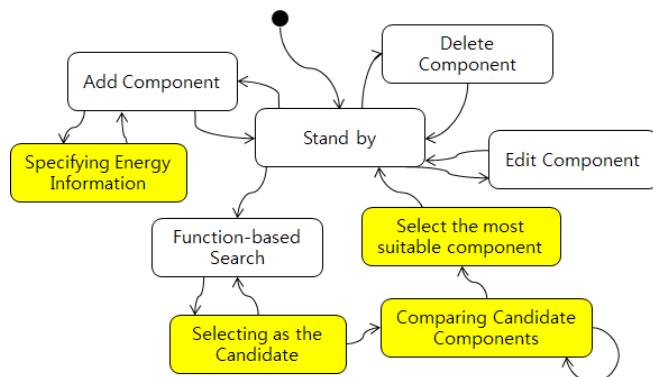 Delete
Component
Add Component
Stand by
Specifying Energy
Information
Edit Component
Function-based
Search
Select the most
suitable component
Selecting as the
Candidate
Comparing Candidate
Components